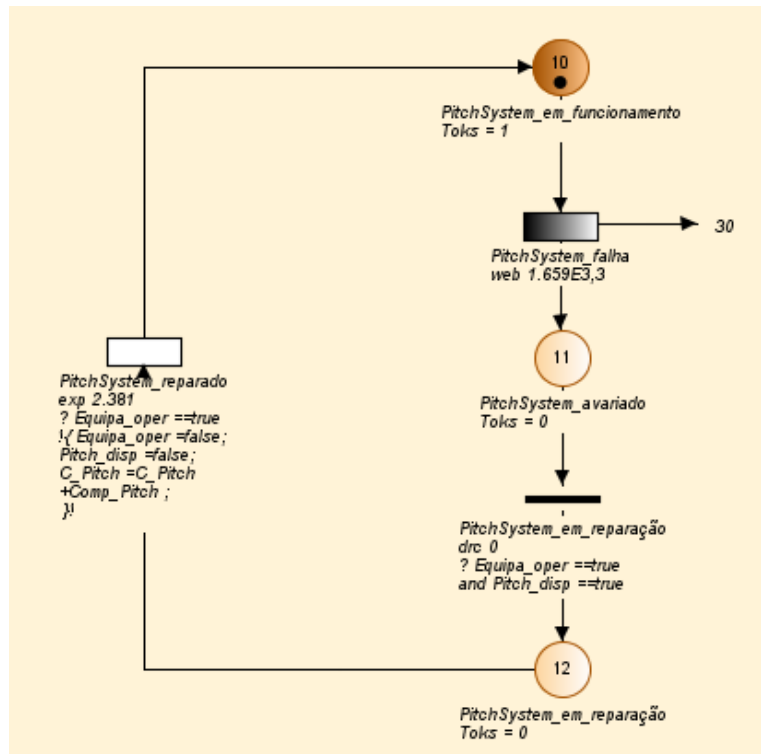 10
PitchSystem_em_funcionamento
Toks = 1
30
PitchSystem_falha
web 1.659E3,3
11
PitchSystem_avariado
Toks = 0
PitchSystem_reparado
exp 2.381
? Equipa_oper ==true
!{ Equipa_oper =false;
Pitch_disp =false;
C_Pitch =C_Pitch
+Comp_Pitch ;
}!
PitchSystem_em_reparação
drc 0
? Equipa_oper ==true
and Pitch_disp ==true
12
PitchSystem_em_reparação
Toks = 0